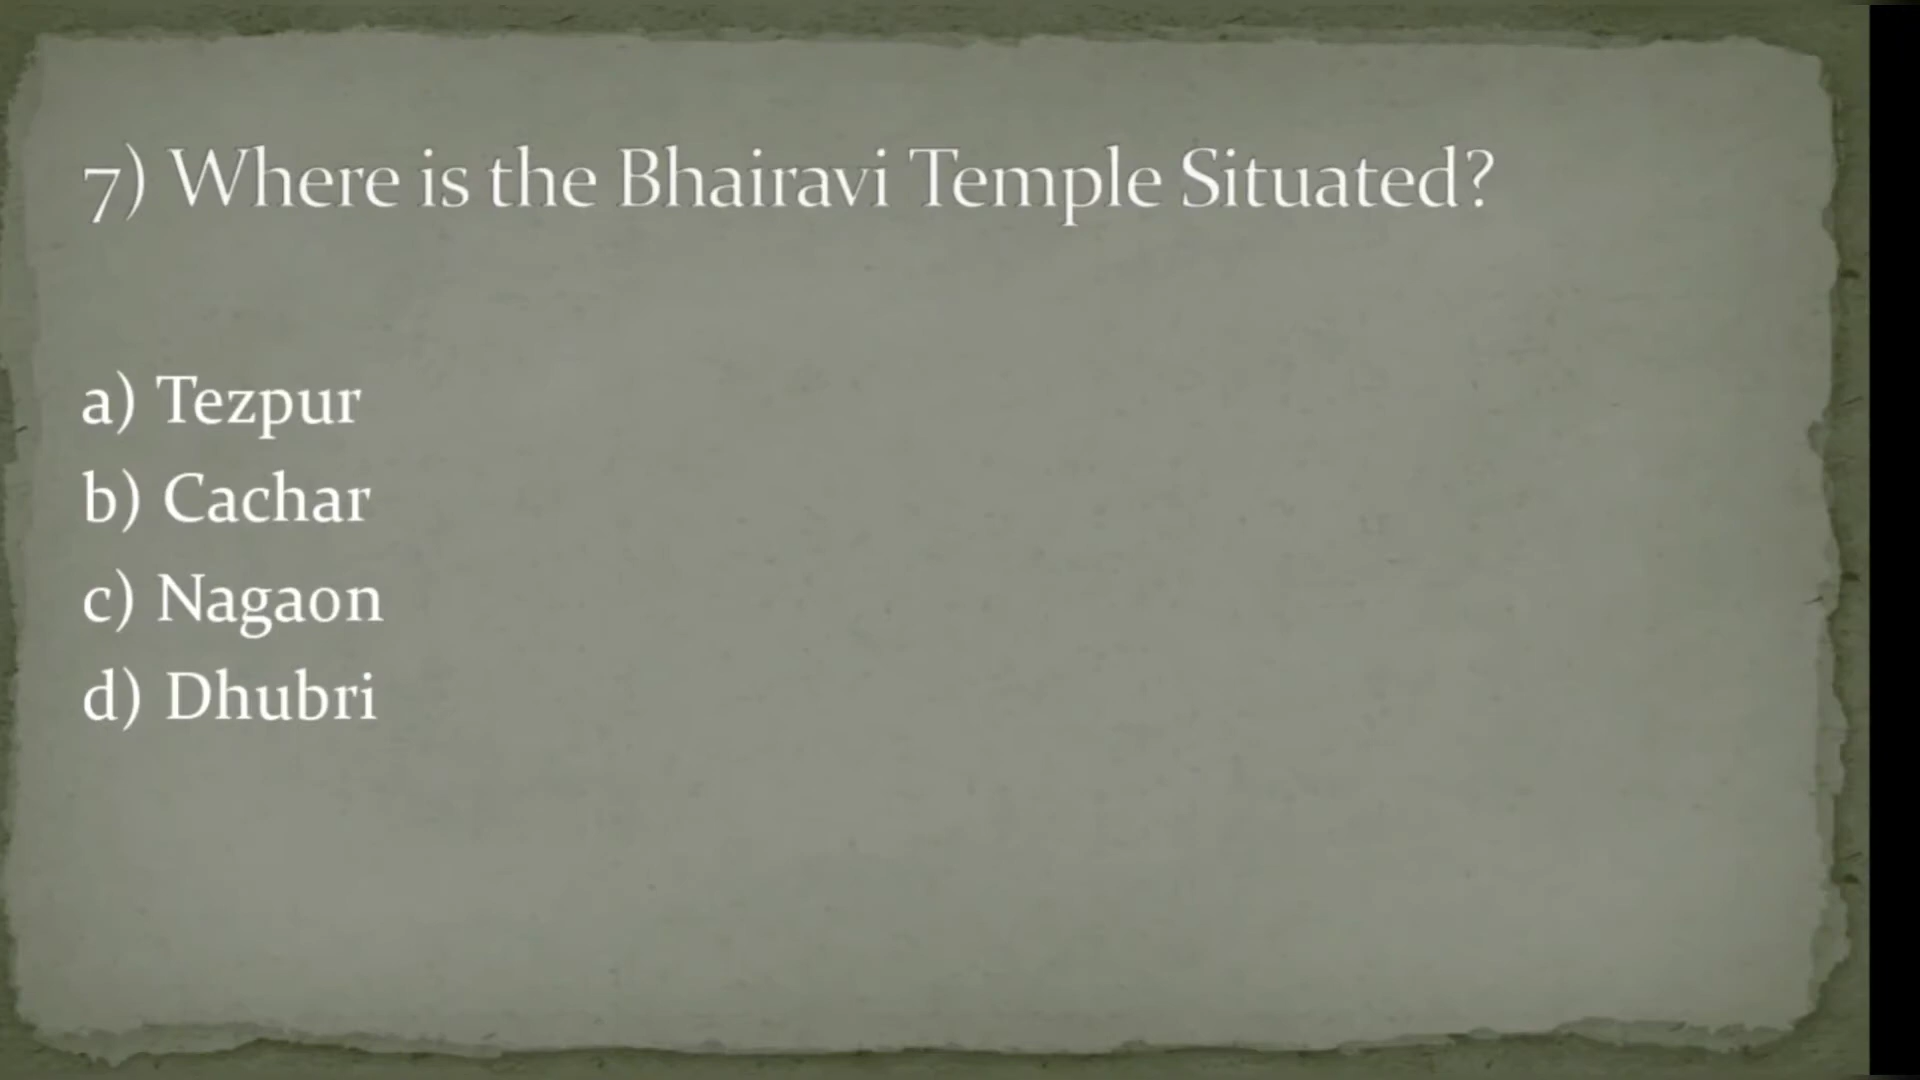 7) Where is the Bhairavi Temple Situated?
a) Tezpur
b) Cachar
c) Nagaon
d) Dhubri